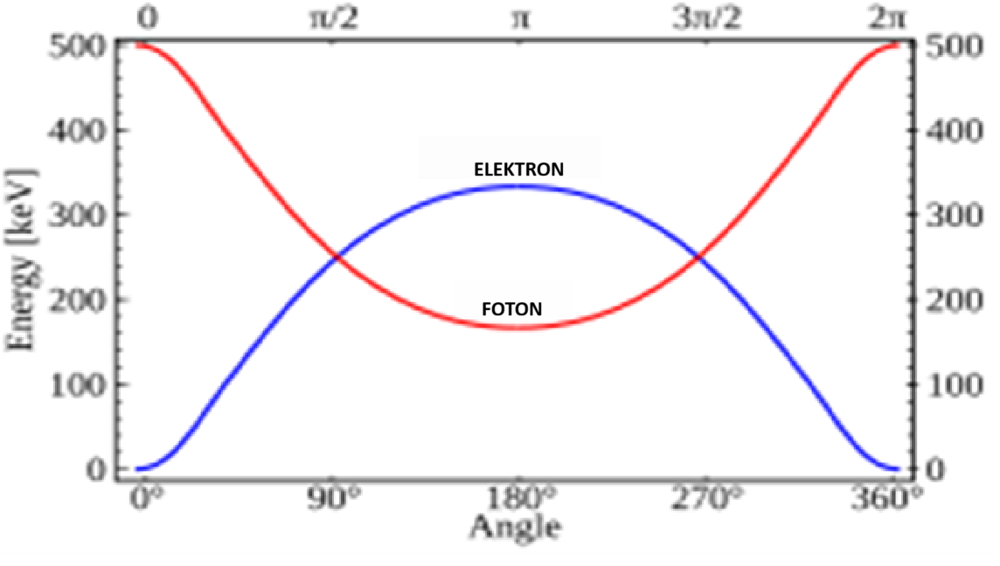 0 π/2 π 3π/2 2π
500 500
400 400
ELEKTRON
300 300
Energy [keV]
200 200
FOTON
100 100
0 0
0° 90° 180° 270° 360°
Angle